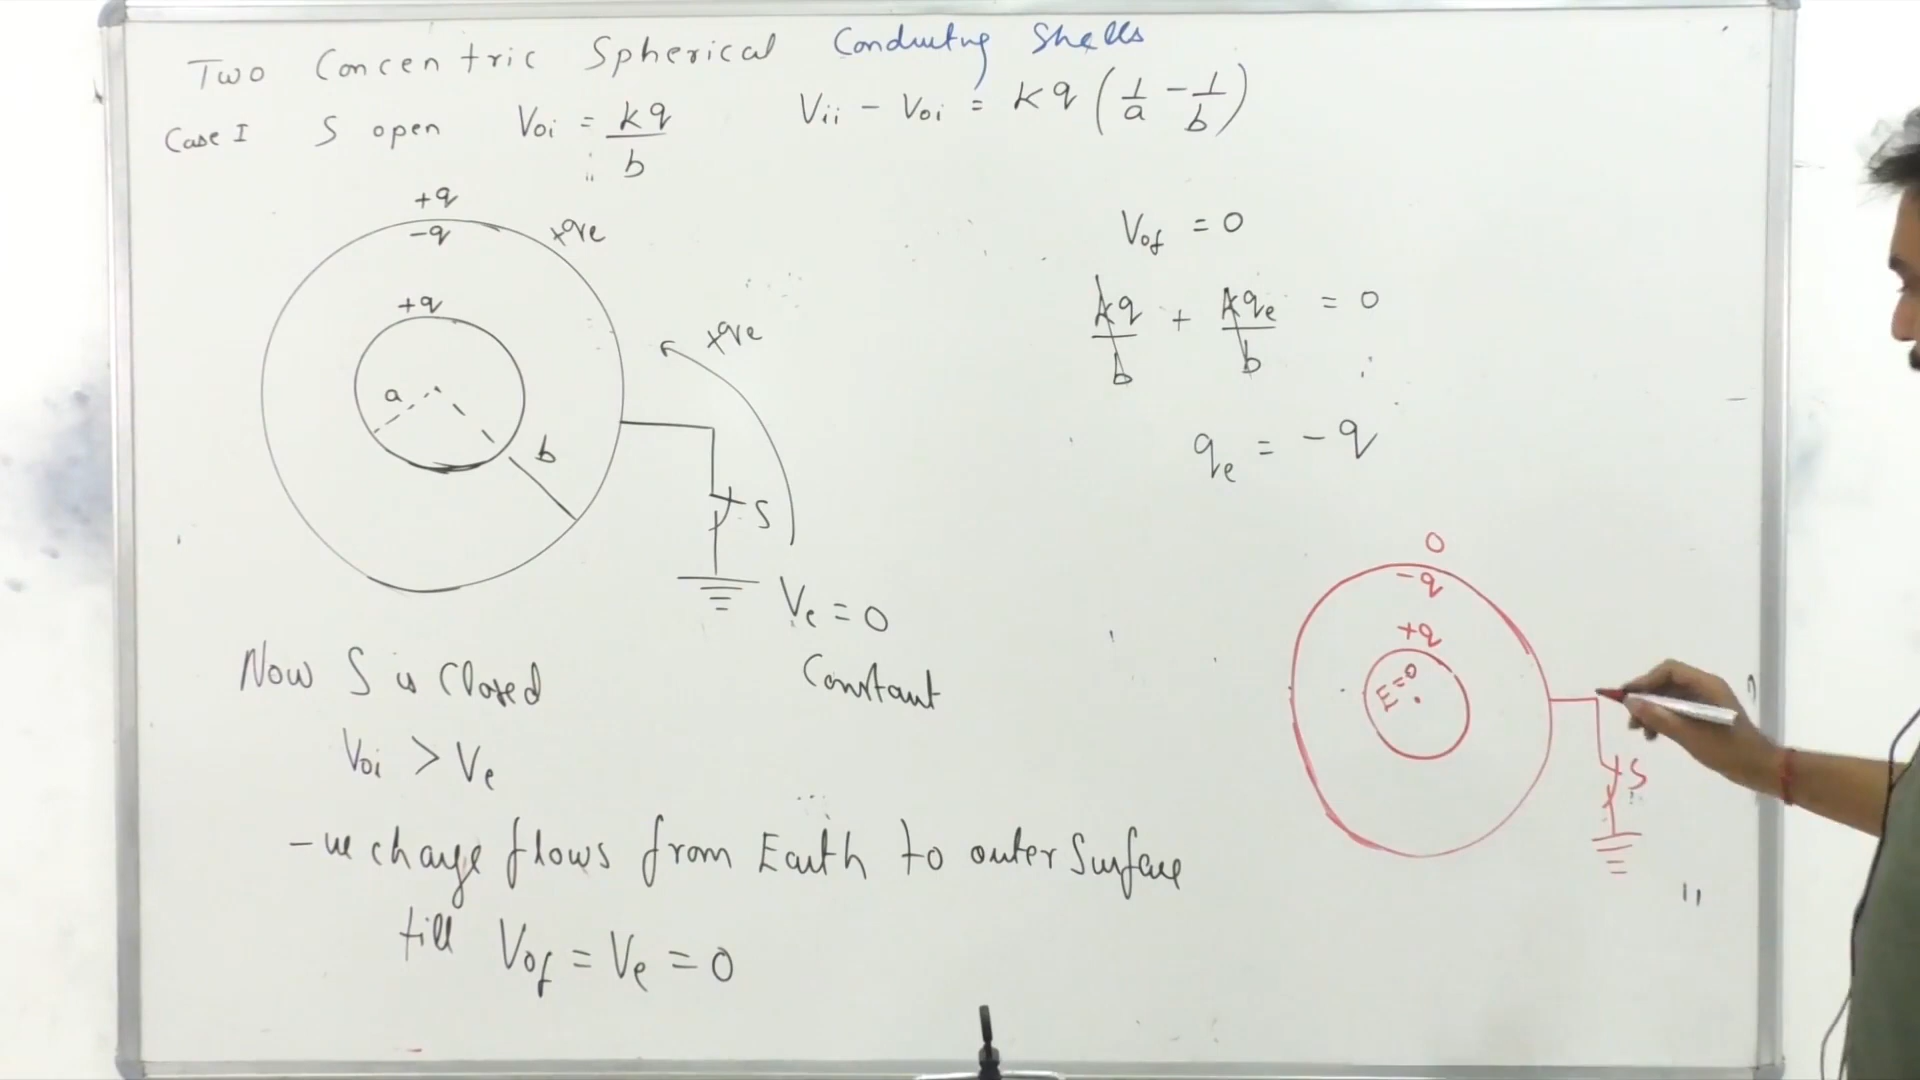 Two Concentric Spherical Conducting Shells
Case I S open Voi = kq/b Vii - Voi = kq (1/a - 1/b)
+q
-q
+ve
+q
a
b
+ve
S
Ve = 0
Constant
Now S is Closed
Voi > Ve
-ve charge flows from Earth to outer Surface
till Vof = Ve = 0
Vof = 0
kq/b + kqe/b = 0
qe = -q
0
-q
+q
E=0
S